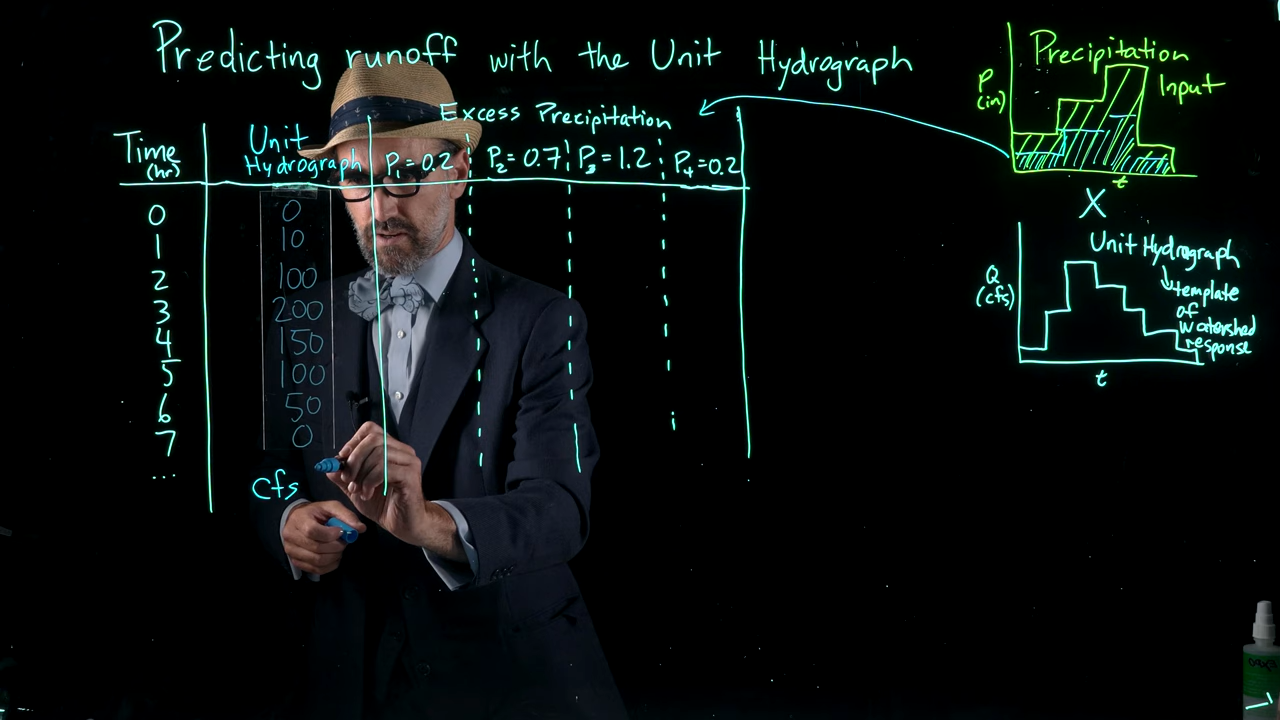 Predicting runoff with the Unit Hydrograph
Excess Precipitation
Time (hr)
Unit Hydrograph
P₁=0.2 P₂=0.7 P₃=1.2 P₄=0.2
0 0
1 10
2 100
3 200
4 150
5 100
6 50
7 0
...
cfs
Precipitation
Input
P
(in)
t
X
Unit Hydrograph
template
of
watershed
response
Q
(cfs)
t